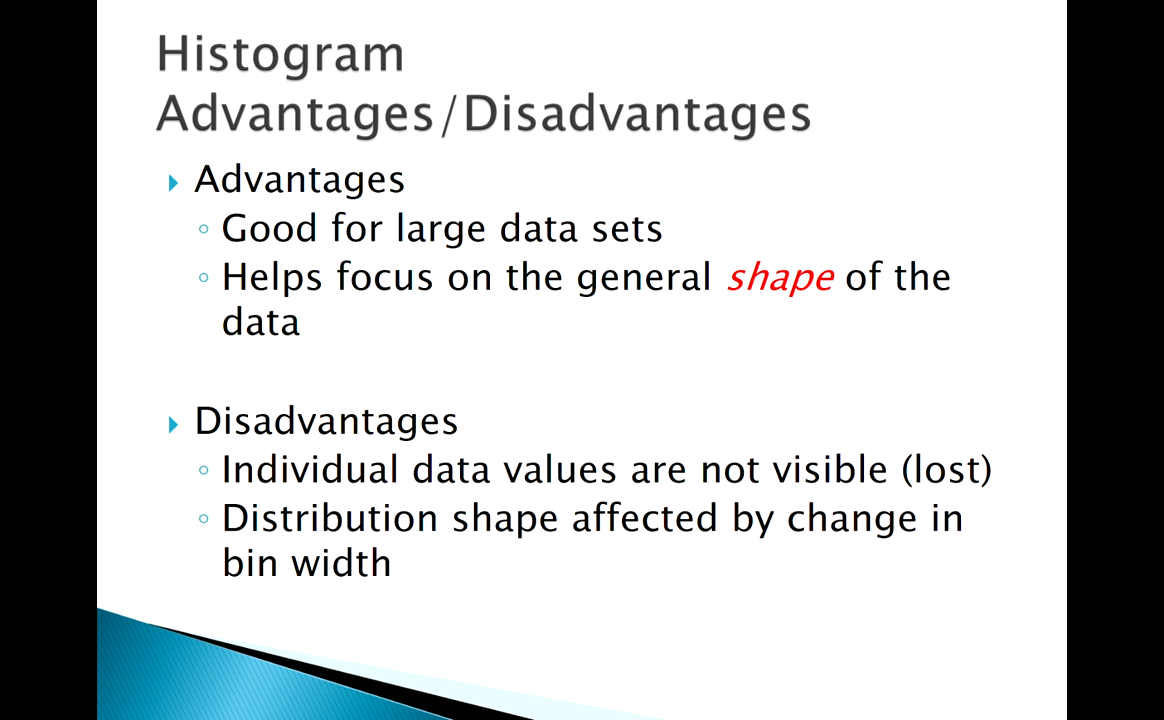 Histogram
Advantages/Disadvantages
Advantages
Good for large data sets
Helps focus on the general shape of the
data
Disadvantages
Individual data values are not visible (lost)
Distribution shape affected by change in
bin width